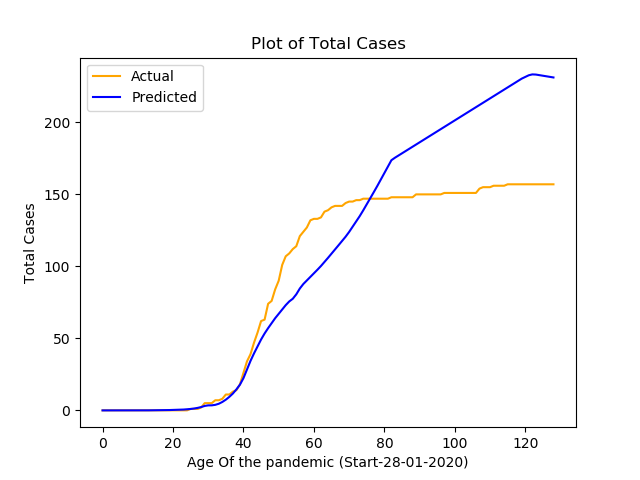 Plot of Total Cases
Actual
Predicted
Total Cases
200
150
100
50
0
0 20 40 60 80 100 120
Age Of the pandemic (Start-28-01-2020)